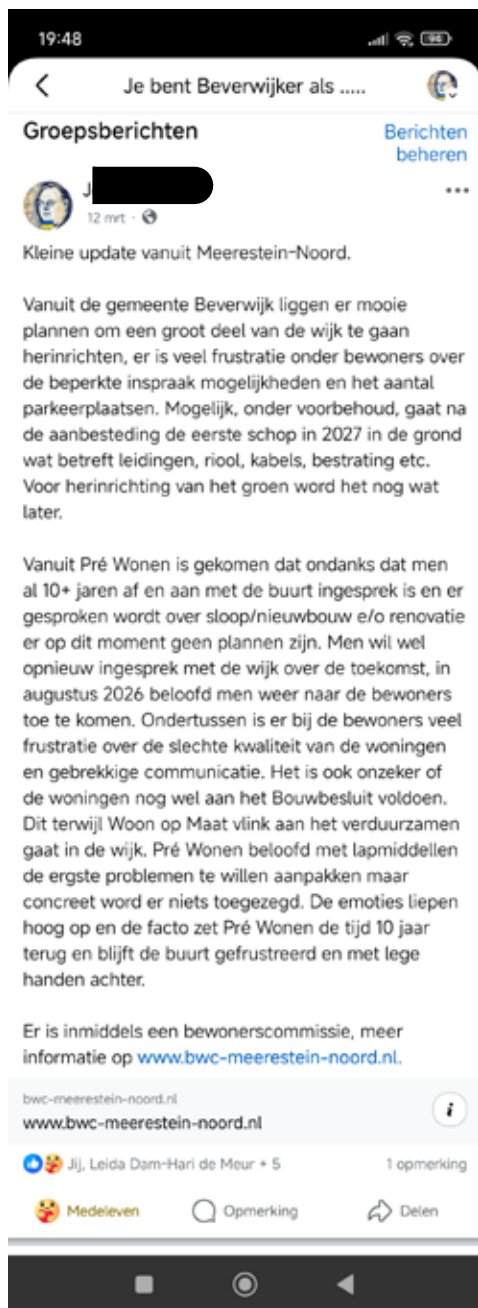 19:48
94
Je bent Beverwijker als .....
Groepsberichten
Berichten
beheren
J
12 mrt ·
Kleine update vanuit Meerestein-Noord.
Vanuit de gemeente Beverwijk liggen er mooie
plannen om een groot deel van de wijk te gaan
herinrichten, er is veel frustratie onder bewoners over
de beperkte inspraak mogelijkheden en het aantal
parkeerplaatsen. Mogelijk, onder voorbehoud, gaat na
de aanbesteding de eerste schop in 2027 in de grond
wat betreft leidingen, riool, kabels, bestrating etc.
Voor herinrichting van het groen word het nog wat
later.
Vanuit Pré Wonen is gekomen dat ondanks dat men
al 10+ jaren af en aan met de buurt ingesprek is en er
gesproken wordt over sloop/nieuwbouw e/o renovatie
er op dit moment geen plannen zijn. Men wil wel
opnieuw ingesprek met de wijk over de toekomst, in
augustus 2026 beloofd men weer naar de bewoners
toe te komen. Ondertussen is er bij de bewoners veel
frustratie over de slechte kwaliteit van de woningen
en gebrekkige communicatie. Het is ook onzeker of
de woningen nog wel aan het Bouwbesluit voldoen.
Dit terwijl Woon op Maat vlink aan het verduurzamen
gaat in de wijk. Pré Wonen beloofd met lapmiddellen
de ergste problemen te willen aanpakken maar
concreet word er niets toegezegd. De emoties liepen
hoog op en de facto zet Pré Wonen de tijd 10 jaar
terug en blijft de buurt gefrustreerd en met lege
handen achter.
Er is inmiddels een bewonerscommissie, meer
informatie op www.bwc-meerestein-noord.nl.
bwc-meerestein-noord.nl
www.bwc-meerestein-noord.nl
Jij, Leida Dam-Hari de Meur + 5
1 opmerking
Medeleven
Opmerking
Delen